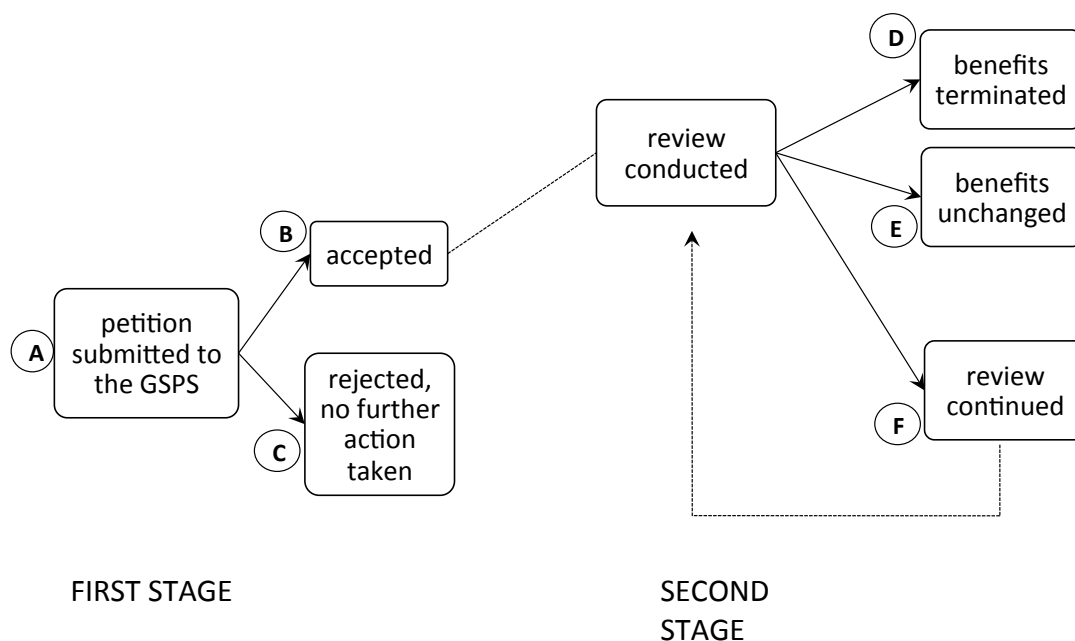 A
petition
submitted to
the GSPS
B
accepted
C
rejected,
no further
action
taken
review
conducted
D
benefits
terminated
E
benefits
unchanged
F
review
continued
FIRST STAGE
SECOND
STAGE